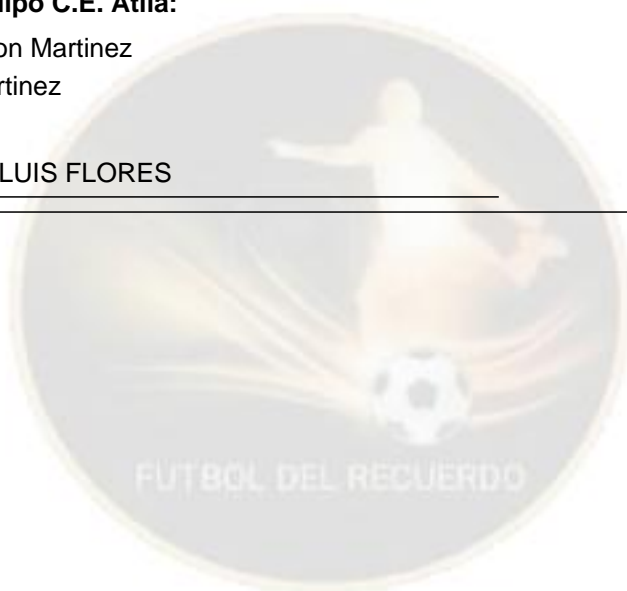 uipo C.E. Atila:
on Martinez
rtinez
LUIS FLORES
FUTBOL DEL RECUERDO